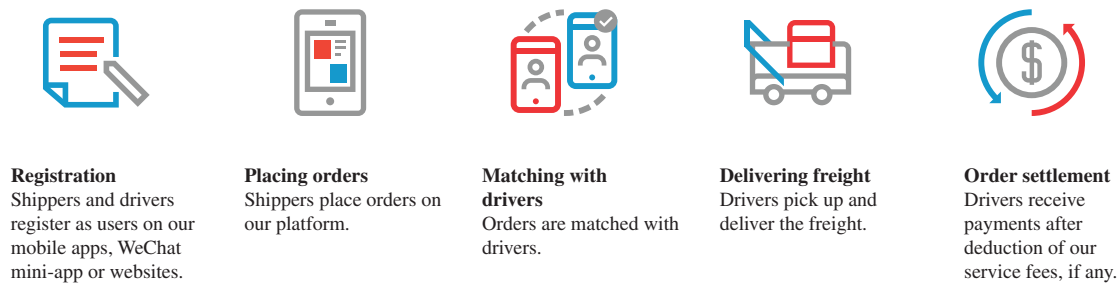 Registration
Shippers and drivers
register as users on our
mobile apps, WeChat
mini-app or websites.
Placing orders
Shippers place orders on
our platform.
Matching with
drivers
Orders are matched with
drivers.
Delivering freight
Drivers pick up and
deliver the freight.
Order settlement
Drivers receive
payments after
deduction of our
service fees, if any.
$